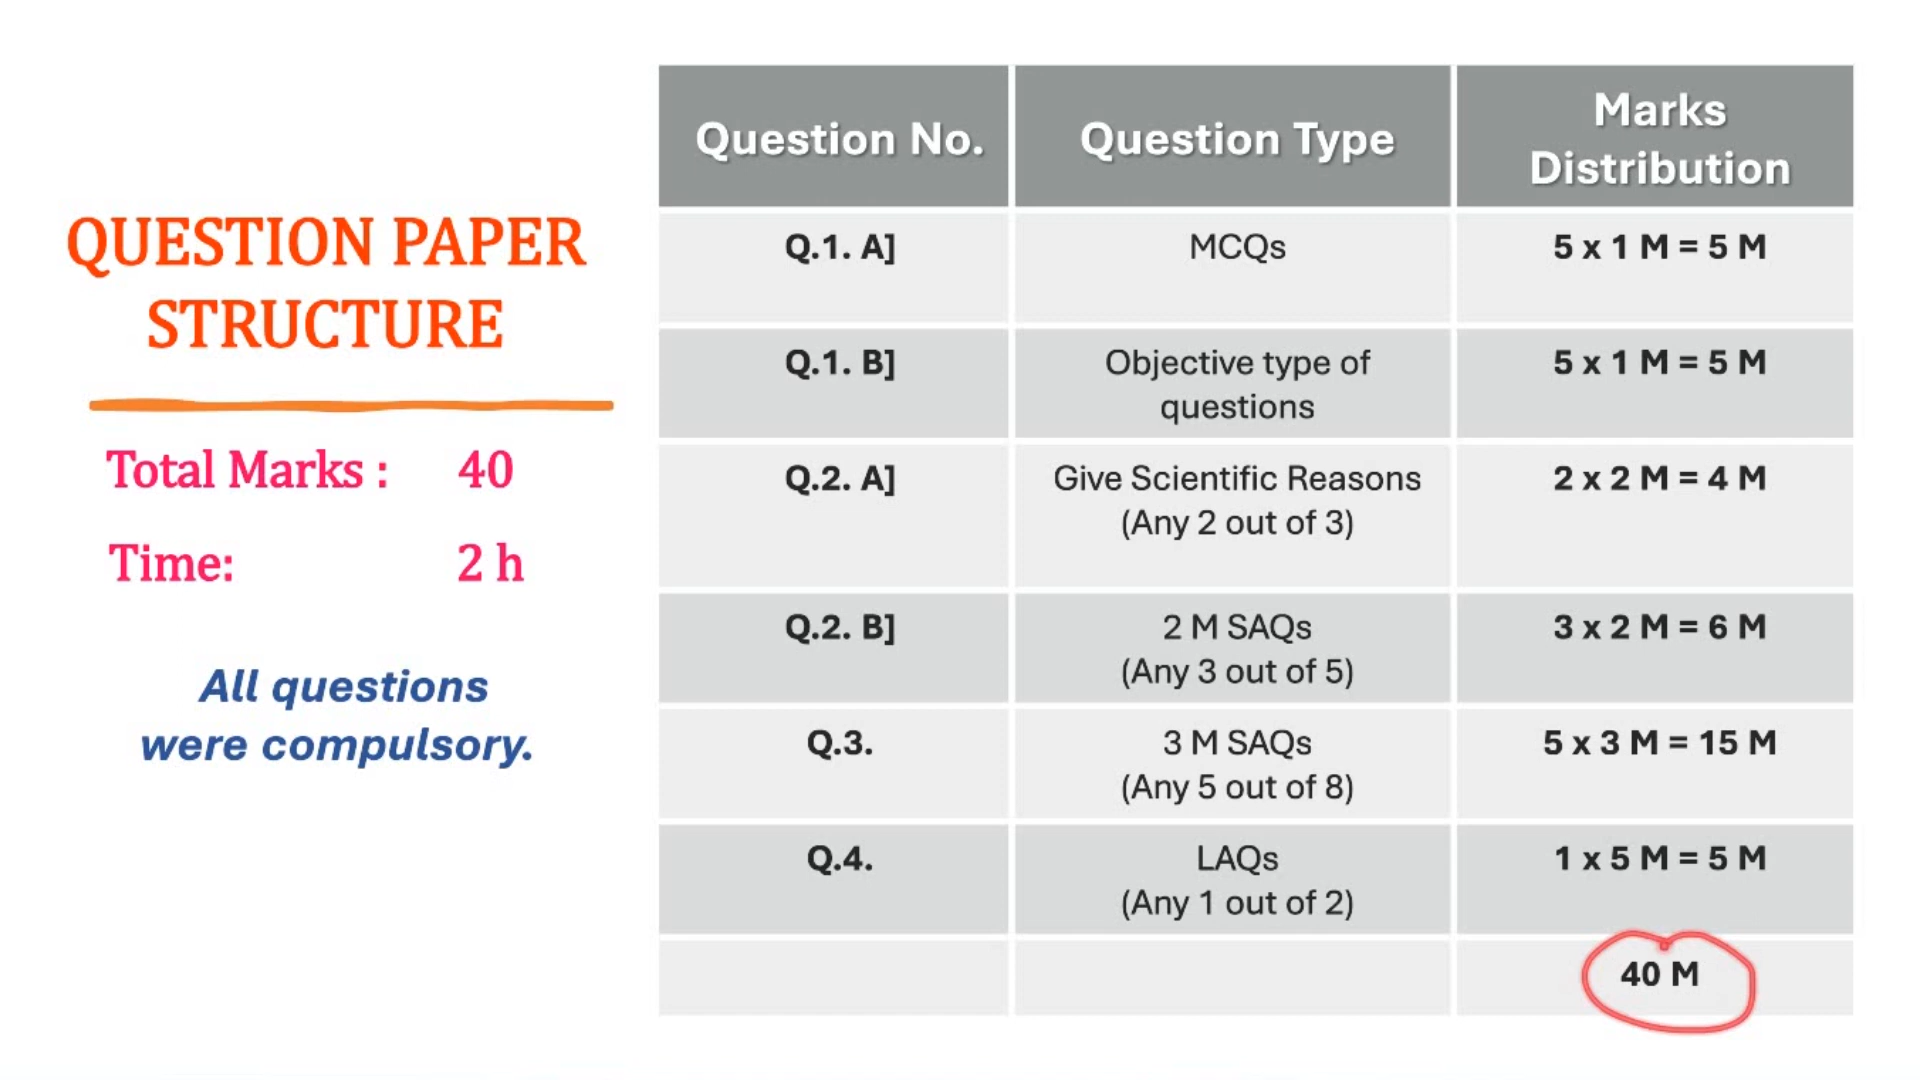 QUESTION PAPER
STRUCTURE
Total Marks : 40
Time: 2 h
All questions
were compulsory.
Question No.
Question Type
Marks
Distribution
Q.1. A]
MCQs
5 x 1 M = 5 M
Q.1. B]
Objective type of
questions
5 x 1 M = 5 M
Q.2. A]
Give Scientific Reasons
(Any 2 out of 3)
2 x 2 M = 4 M
Q.2. B]
2 M SAQs
(Any 3 out of 5)
3 x 2 M = 6 M
Q.3.
3 M SAQs
(Any 5 out of 8)
5 x 3 M = 15 M
Q.4.
LAQs
(Any 1 out of 2)
1 x 5 M = 5 M
40 M